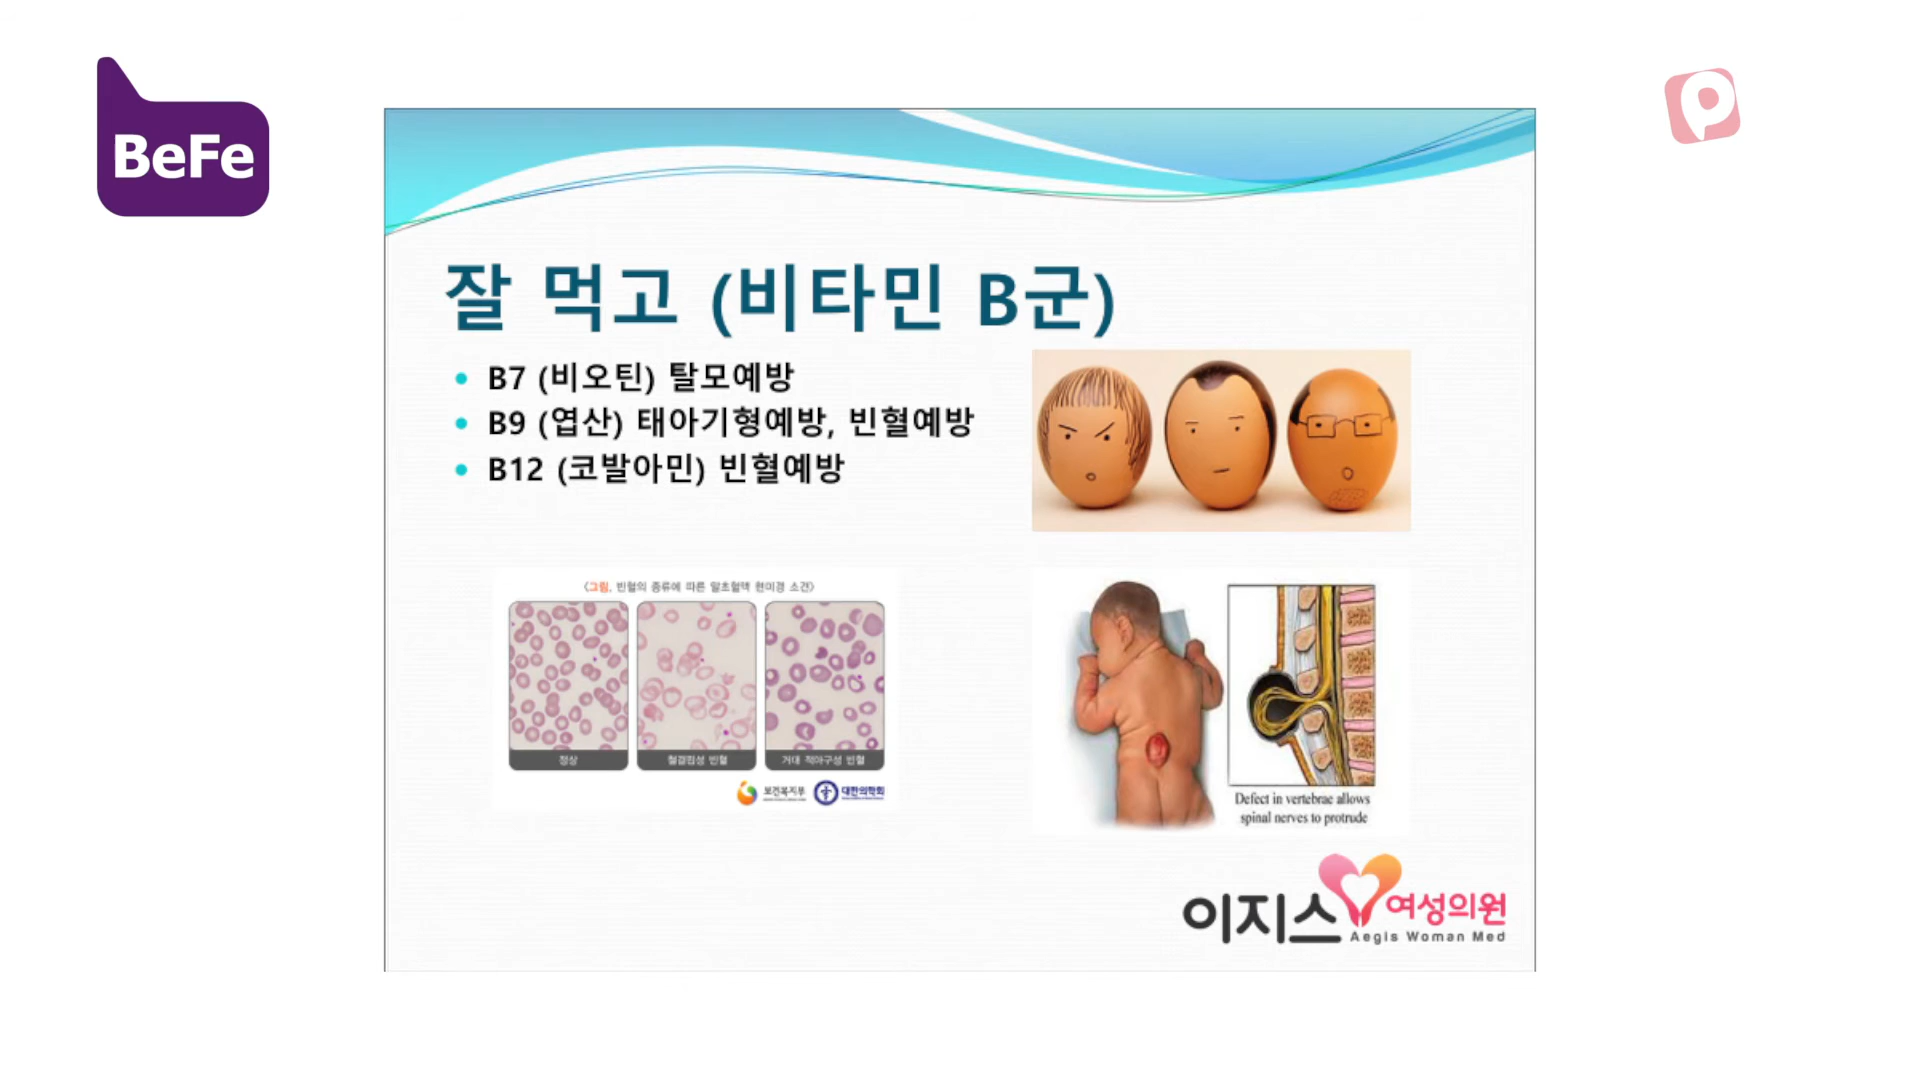 BeFe
잘 먹고 (비타민 B군)
B7 (비오틴) 탈모예방
B9 (엽산) 태아기형예방, 빈혈예방
B12 (코발아민) 빈혈예방
<그림. 빈혈의 종류에 따른 말초혈액 현미경 소견>
정상
철결핍성 빈혈
거대 적아구성 빈혈
보건복지부
대한의학회
Defect in vertebrae allows
spinal nerves to protrude
이지스 여성의원
Aegis Woman Med